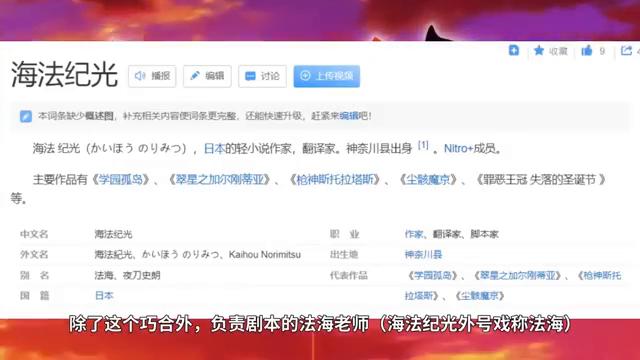 收藏 9 4
海法纪光 播报 编辑 讨论 上传视频
本词条缺少概述图，补充相关内容使词条更完整，还能快速升级，赶紧来编辑吧！
海法 纪光（かいほう のりみつ），日本的轻小说作家，翻译家。神奈川县出身 [1] 。Nitro+成员。
主要作品有《学园孤岛》、《翠星之加尔刚蒂亚》、《枪神斯托拉塔斯》、《尘骸魔京》、《罪恶王冠 失落的圣诞节 》
等。
中文名 海法纪光 职 业 作家、翻译家、脚本家
外文名 海法纪光、かいほう のりみつ、Kaihou Norimitsu 出生地 神奈川县
别 名 法海、夜刀史朗 代表作品 《学园孤岛》、《翠星之加尔刚蒂亚》、《枪神斯托
国 籍 日本 拉塔斯》、《尘骸魔京》
除了这个巧合外，负责剧本的法海老师（海法纪光外号戏称法海）